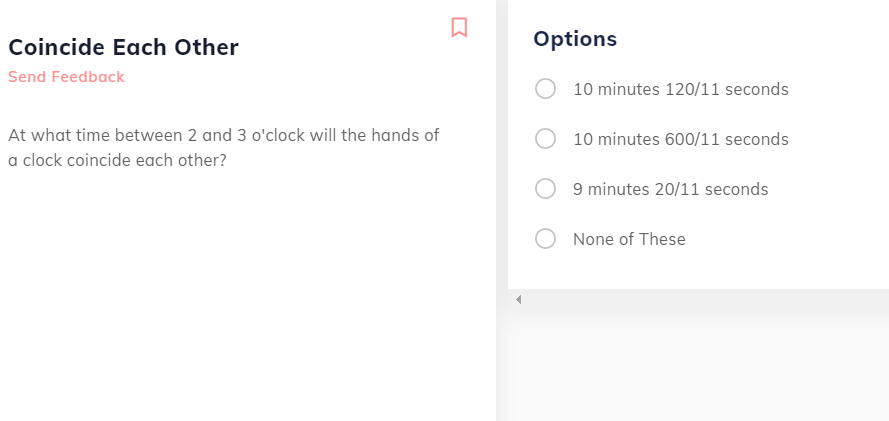 Coincide Each Other
Send Feedback
At what time between 2 and 3 o'clock will the hands of
a clock coincide each other?
Options
10 minutes 120/11 seconds
10 minutes 600/11 seconds
9 minutes 20/11 seconds
None of These